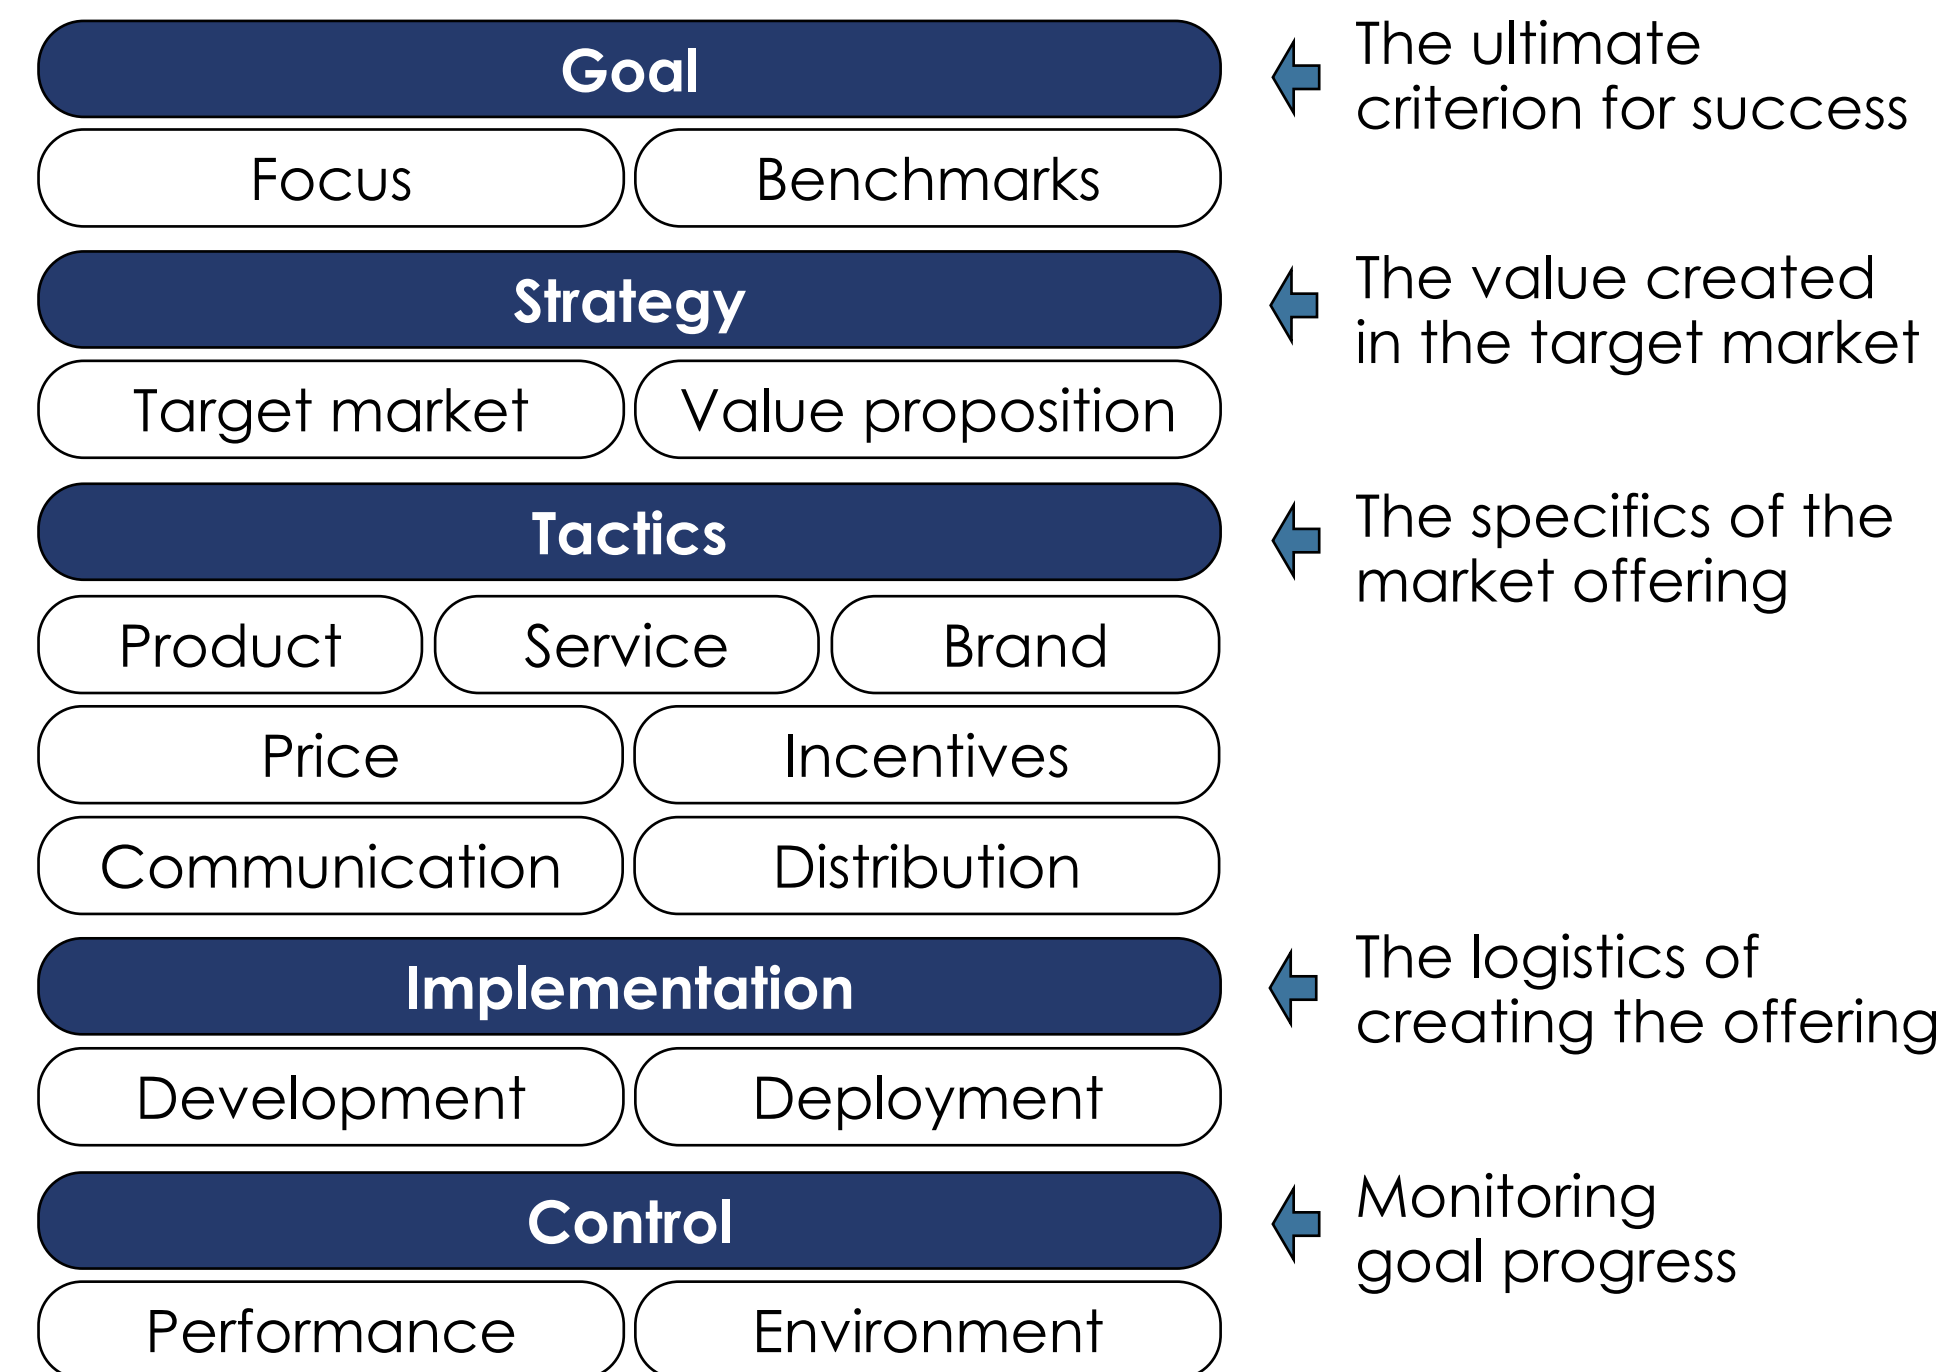 Goal
The ultimate
criterion for success
Focus
Benchmarks
Strategy
The value created
in the target market
Target market
Value proposition
Tactics
The specifics of the
market offering
Product
Service
Brand
Price
Incentives
Communication
Distribution
Implementation
The logistics of
creating the offering
Development
Deployment
Control
Monitoring
goal progress
Performance
Environment